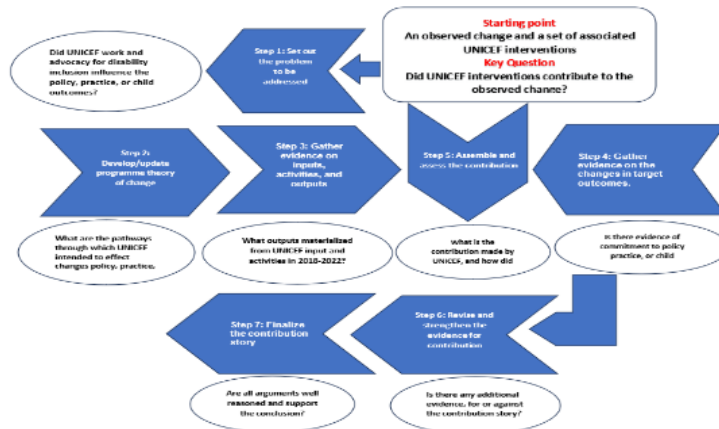 Starting point
An observed change and a set of associated
UNICEF interventions
Key Question
Did UNICEF interventions contribute to the
observed change?
Step 1: Set out
the problem
to be
addressed
Did UNICEF work and
advocacy for disability
inclusion influence the
policy, practice, or child
outcomes?
Step 2:
Develop/update
programme theory
of change
Step 3: Gather
evidence on
inputs,
activities, and
outputs
Step 5: Assemble and
assess the contribution
Step 4: Gather
evidence on the
changes in target
outcomes.
What are the pathways
through which UNICEF
intended to effect
changes policy, practice,
What outputs materialized
from UNICEF input and
activities in 2018-2022?
what is the
contribution made by
UNICEF, and how did
Is there evidence of
commitment to policy
practice, or child
Step 7: Finalize
the contribution
story
Step 6: Revise and
strengthen the
evidence for
contribution
Are all arguments well
reasoned and support
the conclusion?
Is there any additional
evidence, for or against
the contribution story?